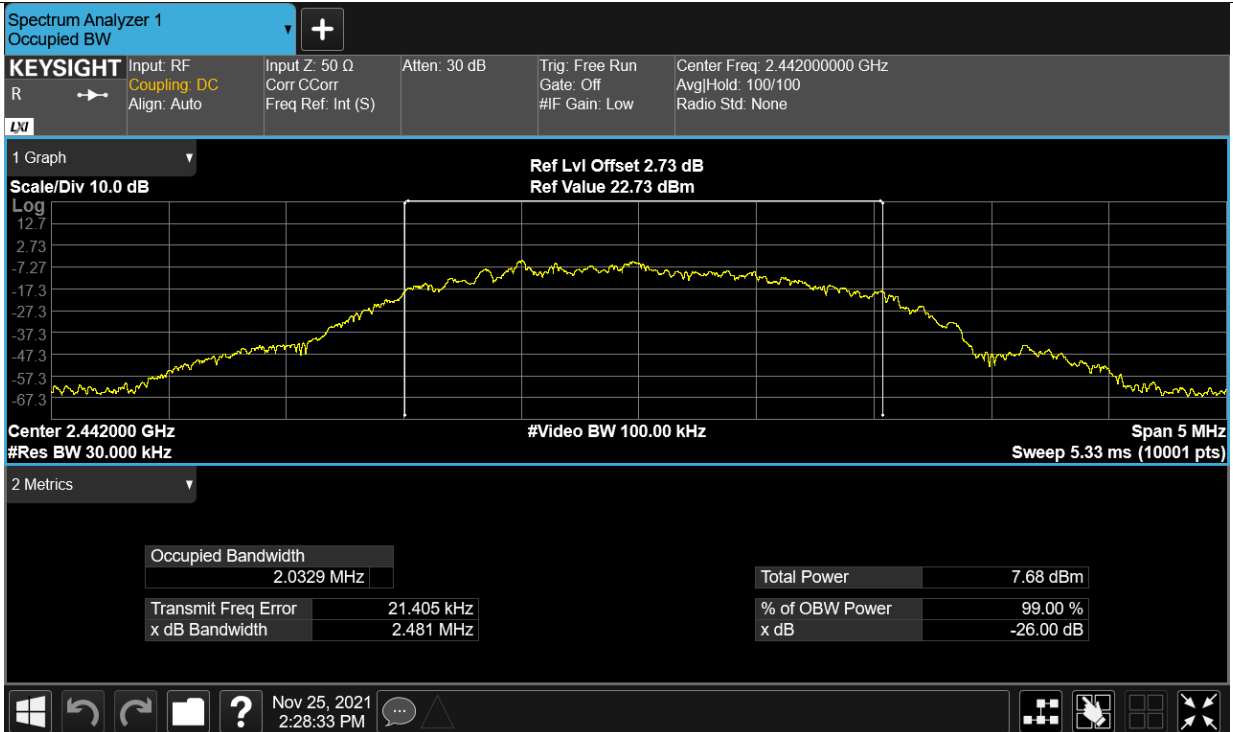 Spectrum Analyzer 1
Occupied BW
KEYSIGHT
R
LXI
Input: RF
Coupling: DC
Align: Auto
Input Z: 50 Ω
Corr CCorr
Freq Ref: Int (S)
Atten: 30 dB
Trig: Free Run
Gate: Off
#IF Gain: Low
Center Freq: 2.442000000 GHz
Avg|Hold: 100/100
Radio Std: None
1 Graph
Scale/Div 10.0 dB
Ref Lvl Offset 2.73 dB
Ref Value 22.73 dBm
Log
12.7
2.73
-7.27
-17.3
-27.3
-37.3
-47.3
-57.3
-67.3
Center 2.442000 GHz
#Res BW 30.000 kHz
#Video BW 100.00 kHz
Span 5 MHz
Sweep 5.33 ms (10001 pts)
2 Metrics
Occupied Bandwidth
2.0329 MHz
Transmit Freq Error 21.405 kHz
x dB Bandwidth 2.481 MHz
Total Power 7.68 dBm
% of OBW Power 99.00 %
x dB -26.00 dB
?
Nov 25, 2021
2:28:33 PM